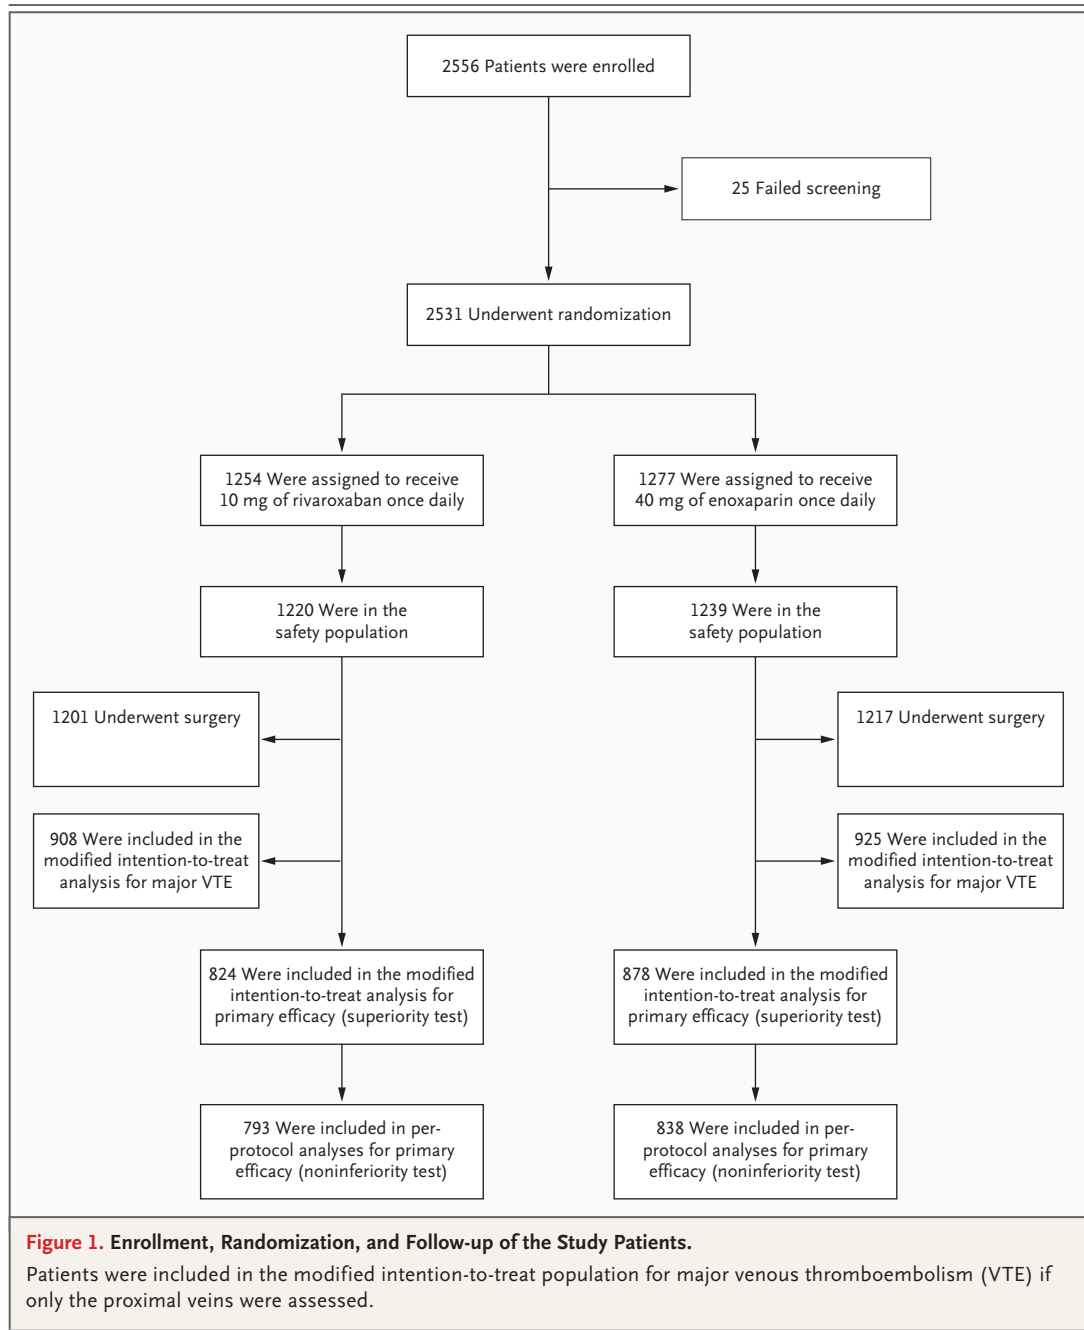 2556 Patients were enrolled
25 Failed screening
2531 Underwent randomization
1254 Were assigned to receive
10 mg of rivaroxaban once daily
1277 Were assigned to receive
40 mg of enoxaparin once daily
1220 Were in the
safety population
1239 Were in the
safety population
1201 Underwent surgery
1217 Underwent surgery
908 Were included in the
modified intention-to-treat
analysis for major VTE
925 Were included in the
modified intention-to-treat
analysis for major VTE
824 Were included in the modified
intention-to-treat analysis for
primary efficacy (superiority test)
878 Were included in the modified
intention-to-treat analysis for
primary efficacy (superiority test)
793 Were included in per-
protocol analyses for primary
efficacy (noninferiority test)
838 Were included in per-
protocol analyses for primary
efficacy (noninferiority test)
Figure 1. Enrollment, Randomization, and Follow-up of the Study Patients.
Patients were included in the modified intention-to-treat population for major venous thromboembolism (VTE) if
only the proximal veins were assessed.